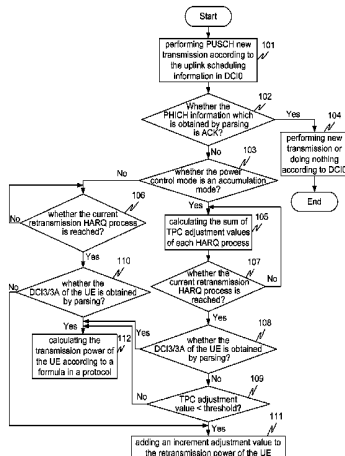 Start
performing PUSCH new
transmission according to
the uplink scheduling
information in DCI0
101
102
Whether the
PHICH information which
is obtained by parsing
is ACK?
Yes
104
No
103
performing new
transmission or
doing nothing
according to DCI0
No
whether the power
control mode is an accumulation
mode?
End
106
Yes
No
whether the current
retransmission HARQ process
is reached?
calculating the sum of
TPC adjustment values
of each HARQ process
105
Yes
110
107
No
whether the
DCI3/3A of the UE is obtained
by parsing?
whether the
current retransmission
HARQ process is
reached?
Yes
Yes
108
No
calculating the
transmission power of
the UE according to a
formula in a protocol
112
Yes
whether the
DCI3/3A of the UE is obtained
by parsing?
No
109
No
TPC adjustment
value < threshold?
Yes
111
adding an increment adjustment value to
the retransmission power of the UE